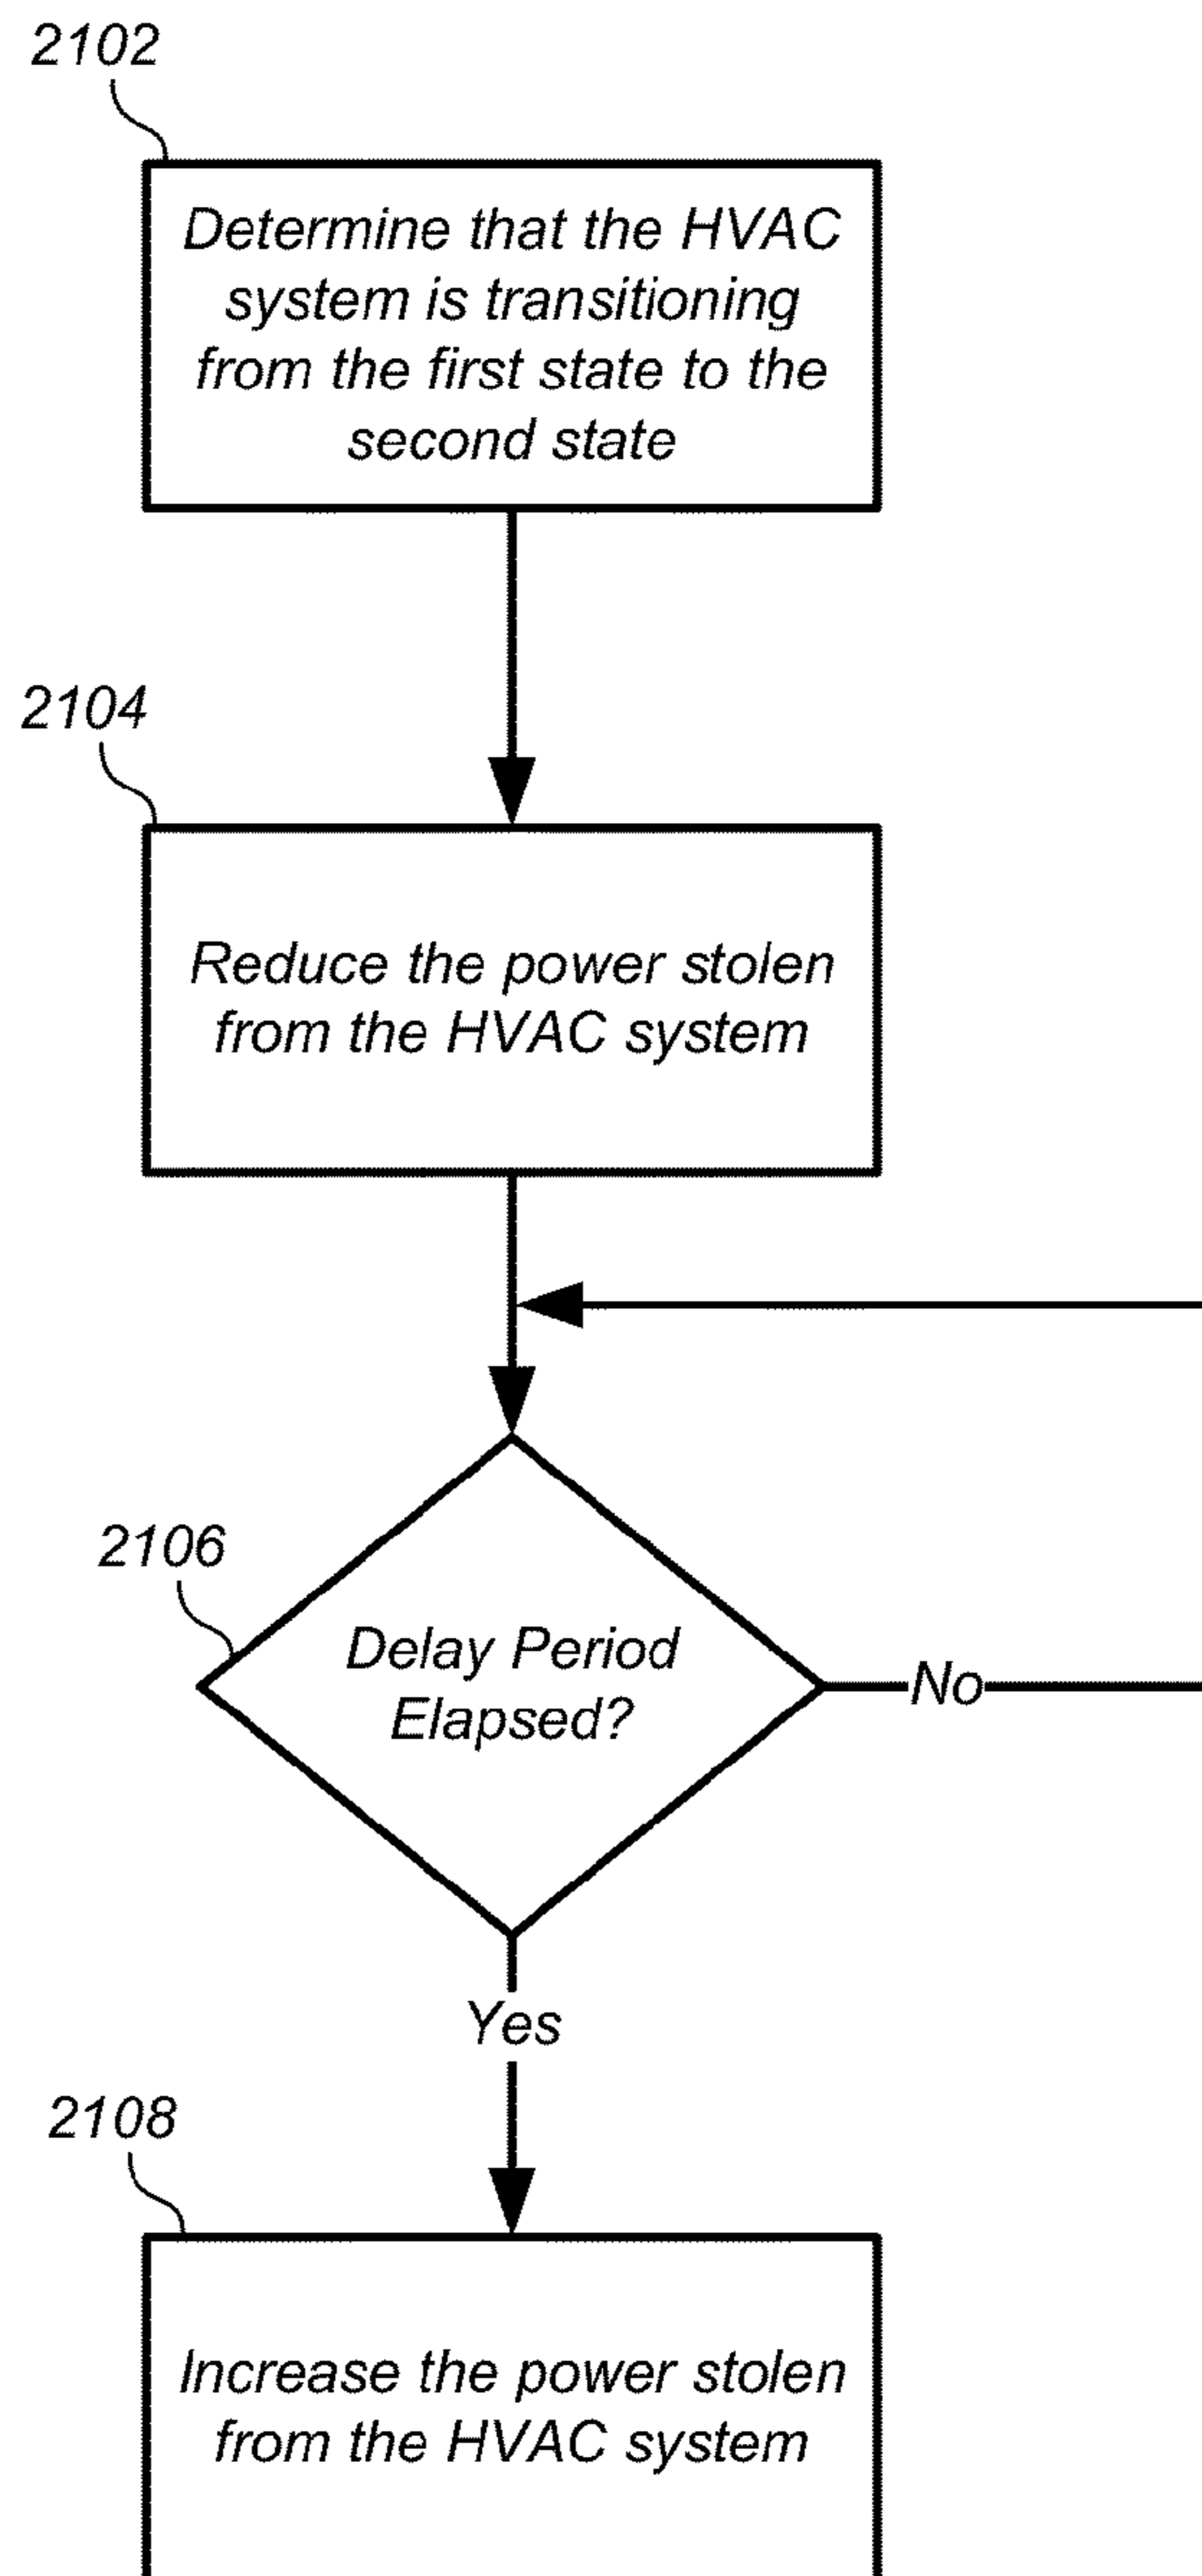 2102
Determine that the HVAC
system is transitioning
from the first state to the
second state
2104
Reduce the power stolen
from the HVAC system
2106
Delay Period
Elapsed?
No
Yes
2108
Increase the power stolen
from the HVAC system